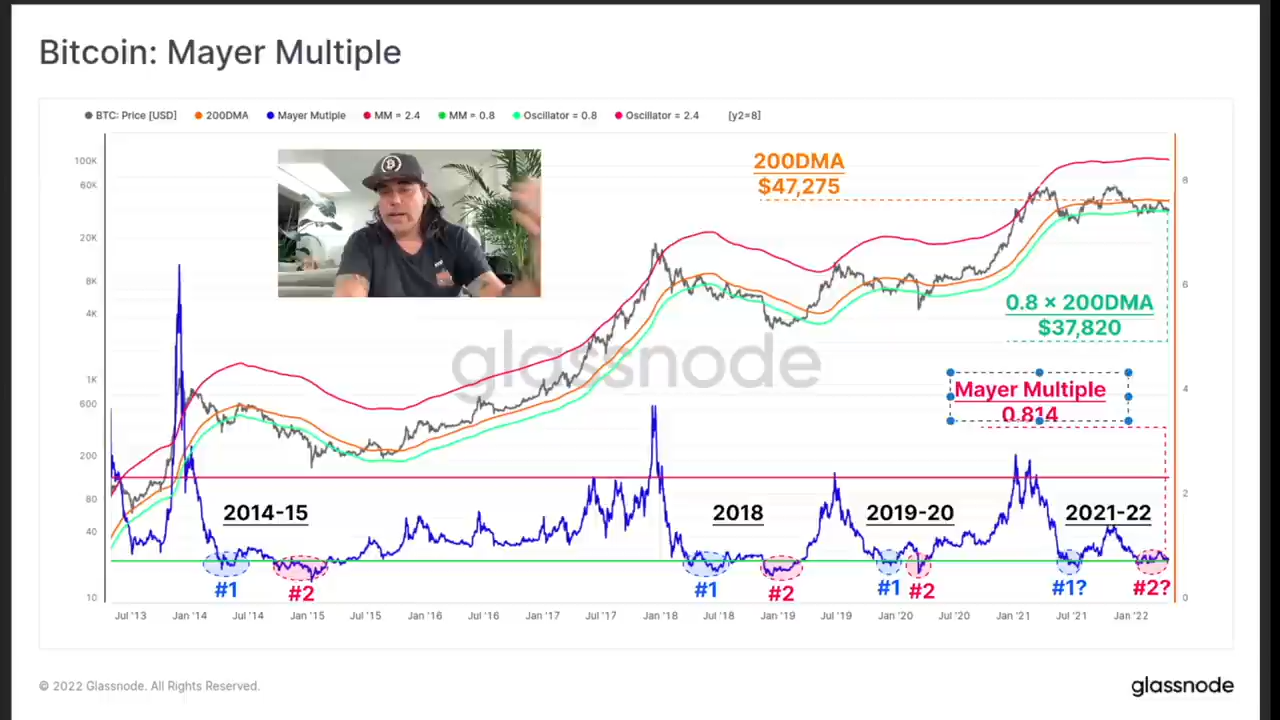 Bitcoin: Mayer Multiple
BTC: Price [USD] 200DMA Mayer Mutiple MM = 2.4 MM = 0.8 Oscillator = 0.8 Oscillator = 2.4 [y2=8]
100K
60K
20K
8K
4K
1K
600
200
80
40
10
8
6
4
2
0
200DMA
$47,275
0.8 × 200DMA
$37,820
Mayer Multiple
0.814
glassnode
2014-15
2018
2019-20
2021-22
#1
#2
#1
#2
#1
#2
#1?
#2?
Jul '13 Jan '14 Jul '14 Jan '15 Jul '15 Jan '16 Jul '16 Jan '17 Jul '17 Jan '18 Jul '18 Jan '19 Jul '19 Jan '20 Jul '20 Jan '21 Jul '21 Jan '22
© 2022 Glassnode. All Rights Reserved.
glassnode